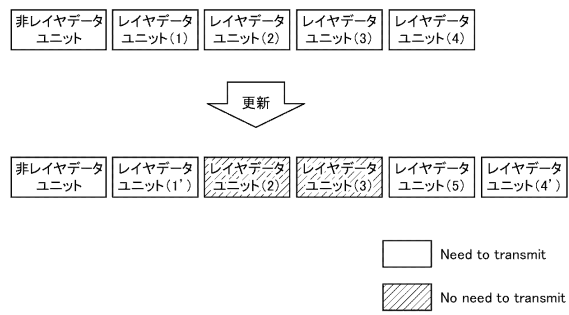 非レイヤデータ
ユニット
レイヤデータ
ユニット(1)
レイヤデータ
ユニット(2)
レイヤデータ
ユニット(3)
レイヤデータ
ユニット(4)
更新
非レイヤデータ
ユニット
レイヤデータ
ユニット(1')
レイヤデータ
ユニット(2)
レイヤデータ
ユニット(3)
レイヤデータ
ユニット(5)
レイヤデータ
ユニット(4')
Need to transmit
No need to transmit